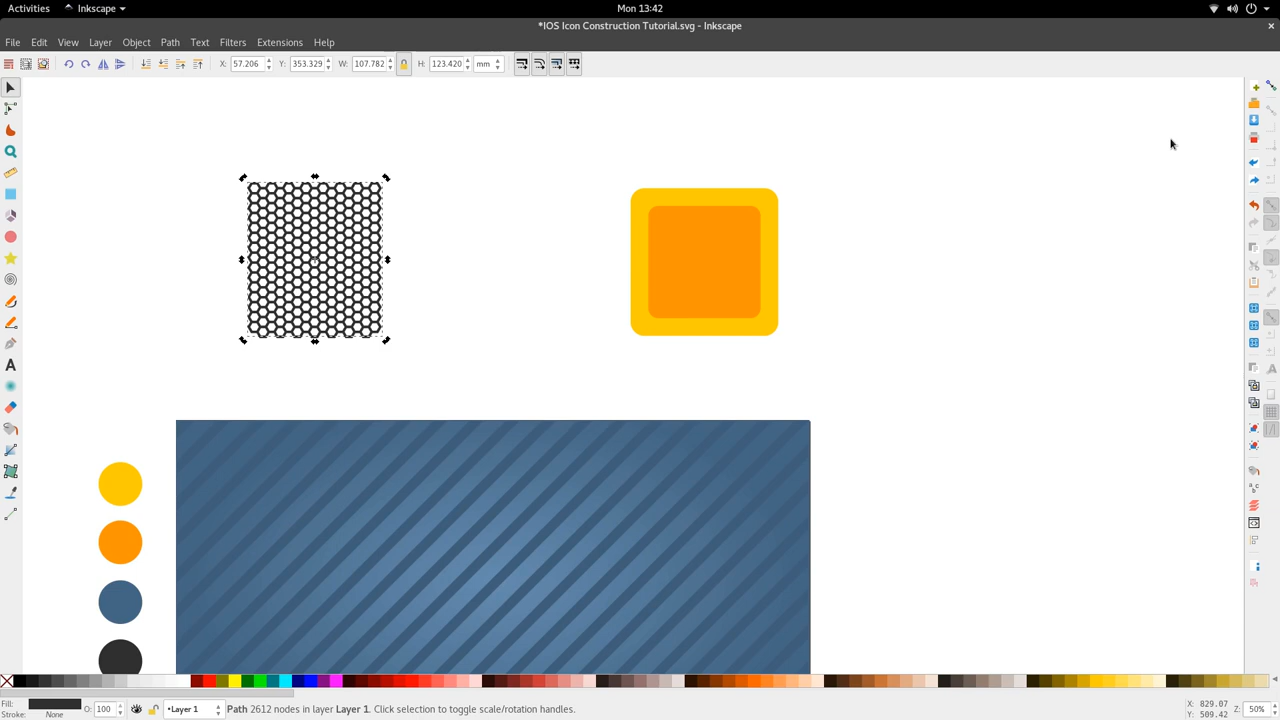 Activities Inkscape Mon 13:42
*IOS Icon Construction Tutorial.svg - Inkscape
File Edit View Layer Object Path Text Filters Extensions Help
X: 57.206 Y: 353.329 W: 107.782 H: 123.420 mm
Fill: O: 100 •Layer 1 Path 2612 nodes in layer Layer 1. Click selection to toggle scale/rotation handles. X: 829.07 Z: 50%
Stroke: None Y: 509.42